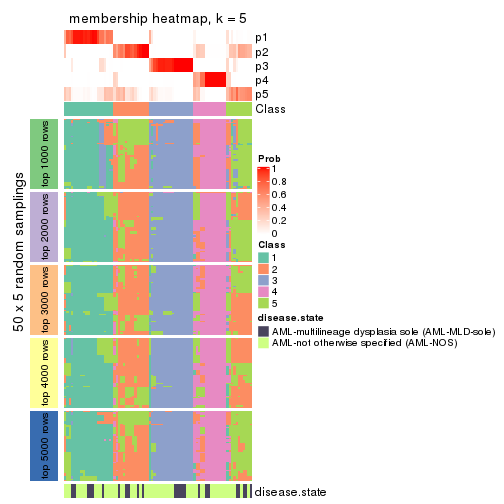 membership heatmap, k = 5
p1
p2
p3
p4
p5
Class
50 x 5 random samplings
top 1000 rows
top 2000 rows
top 3000 rows
top 4000 rows
top 5000 rows
disease.state
Prob
1
0.8
0.6
0.4
0.2
0
Class
1
2
3
4
5
disease.state
AML-multilineage dysplasia sole (AML-MLD-sole)
AML-not otherwise specified (AML-NOS)